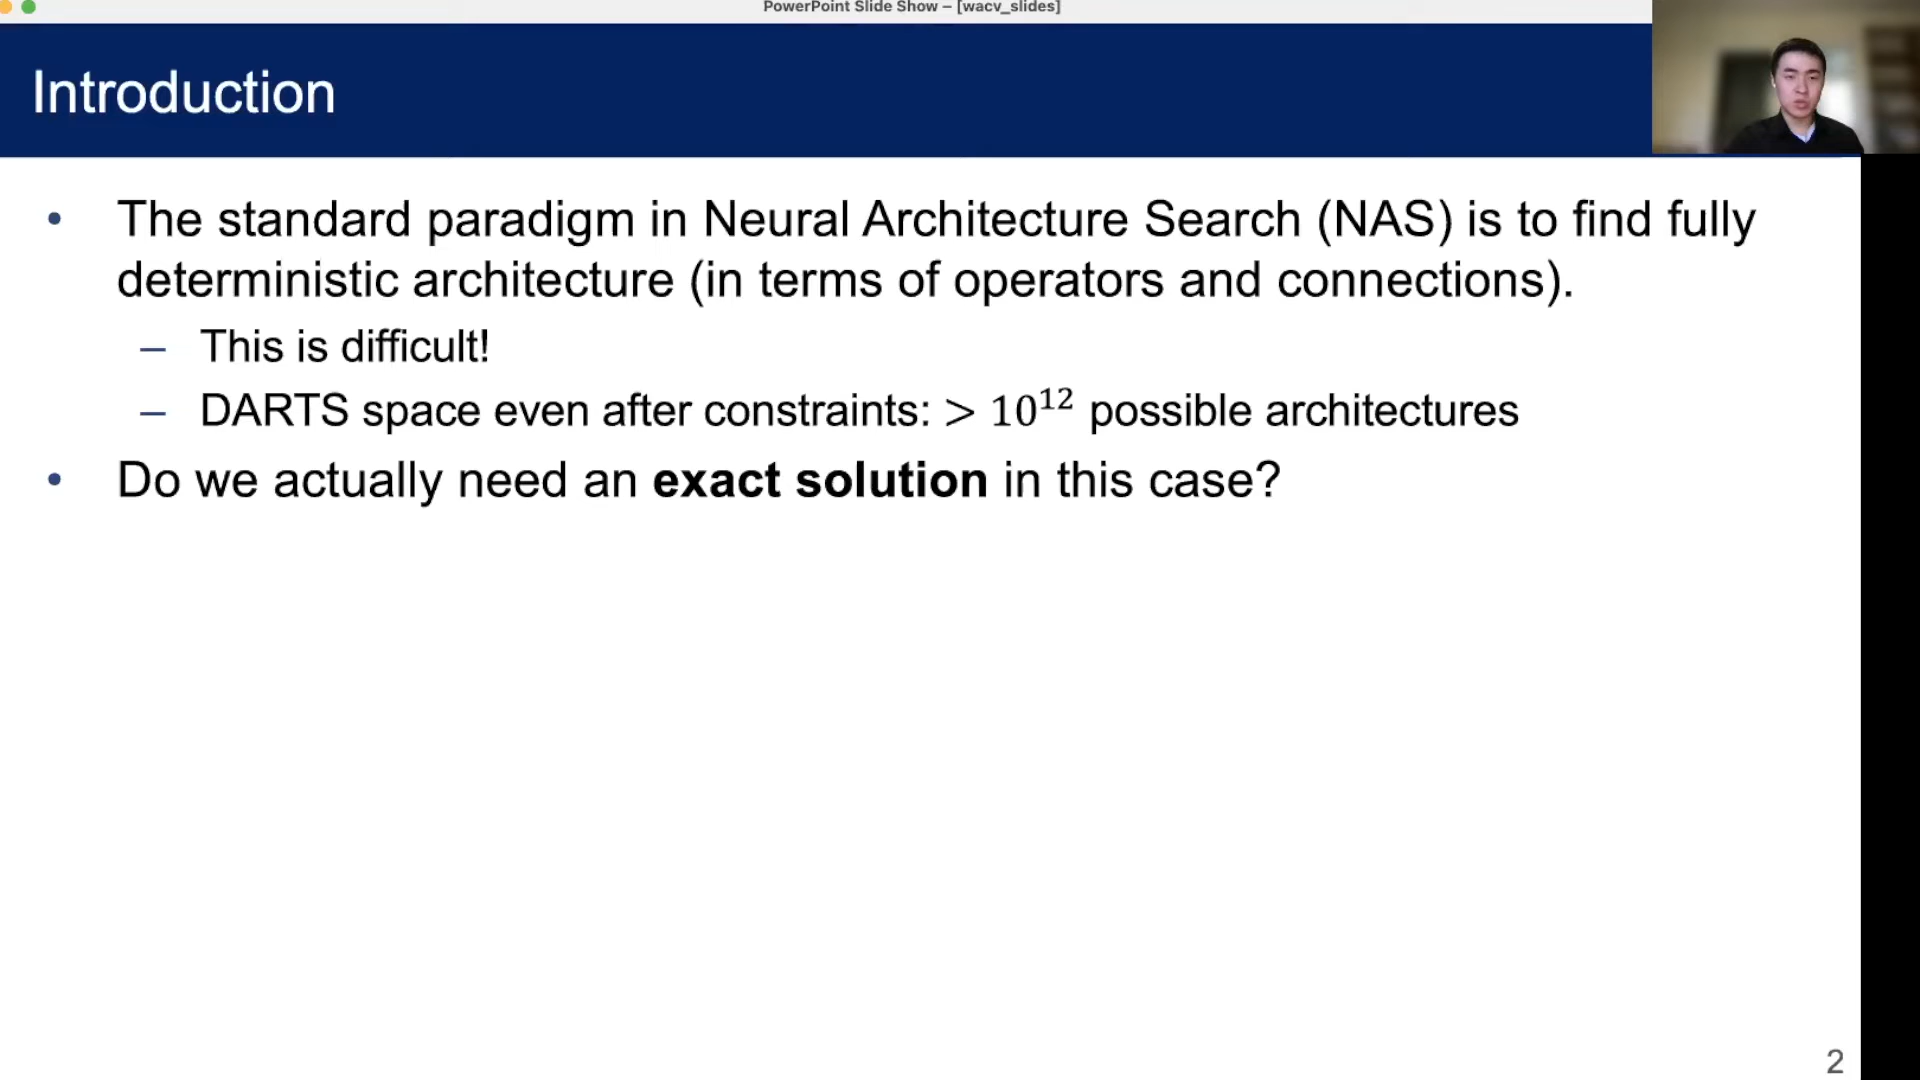 PowerPoint Slide Show – [wacv_slides]
Introduction
• The standard paradigm in Neural Architecture Search (NAS) is to find fully
deterministic architecture (in terms of operators and connections).
– This is difficult!
– DARTS space even after constraints: > 10¹² possible architectures
• Do we actually need an exact solution in this case?
2